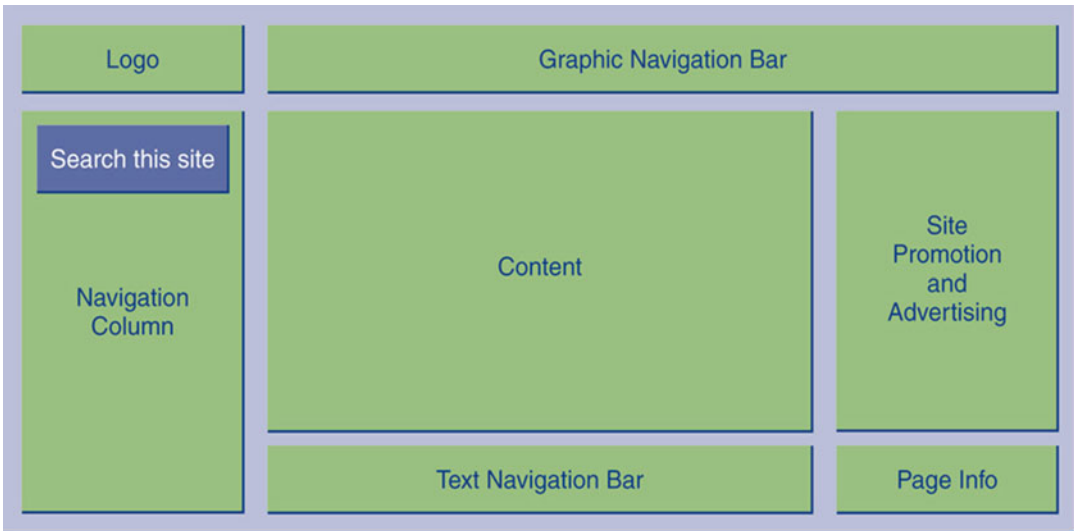 Logo
Graphic Navigation Bar
Search this site
Navigation
Column
Content
Site
Promotion
and
Advertising
Text Navigation Bar
Page Info